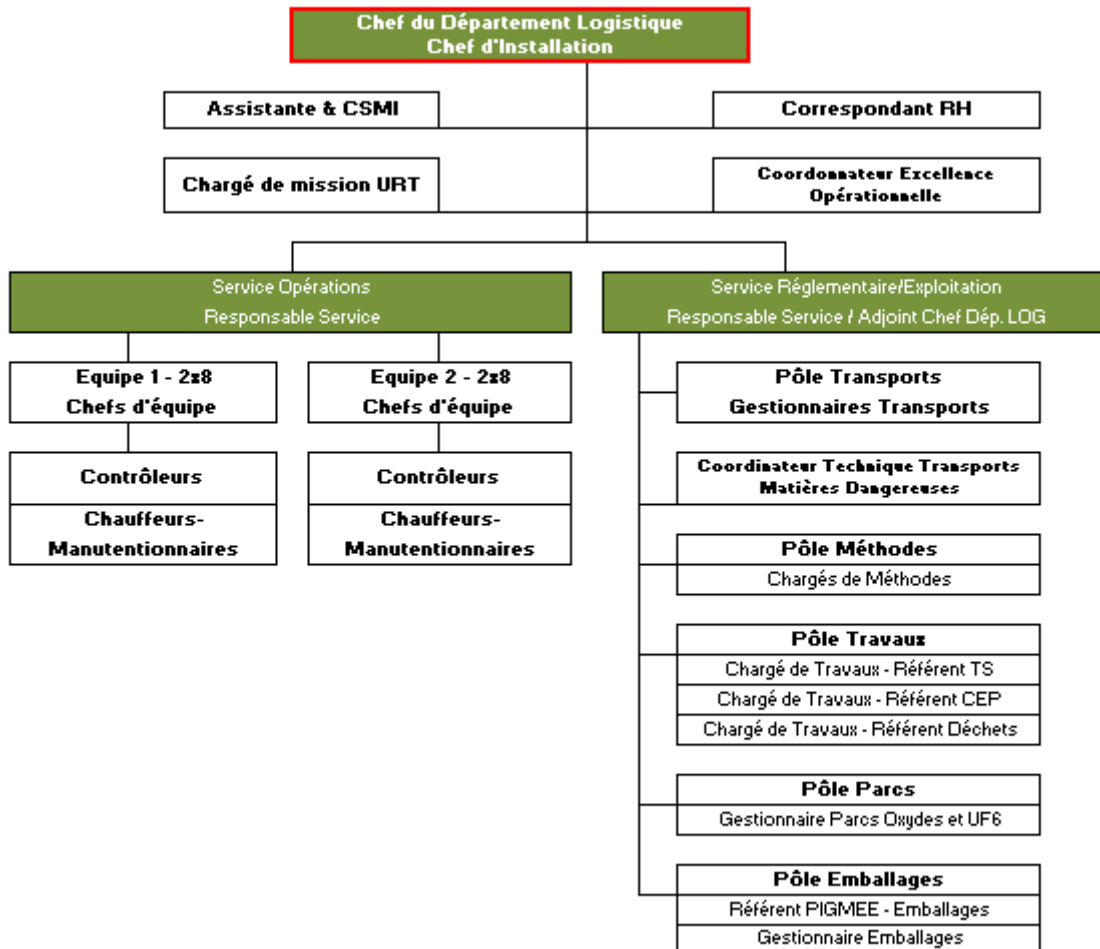 Chef du Département Logistique
Chef d'Installation
Assistante & CSMI
Correspondant RH
Chargé de mission URT
Coordonnateur Excellence
Opérationnelle
Service Opérations
Responsable Service
Service Réglementaire/Exploitation
Responsable Service / Adjoint Chef Dép. LOG
Equipe 1 - 2x8
Chefs d'équipe
Equipe 2 - 2x8
Chefs d'équipe
Contrôleurs
Chauffeurs-
Manutentionnaires
Contrôleurs
Chauffeurs-
Manutentionnaires
Pôle Transports
Gestionnaires Transports
Coordinateur Technique Transports
Matières Dangereuses
Pôle Méthodes
Chargés de Méthodes
Pôle Travaux
Chargé de Travaux - Référent TS
Chargé de Travaux - Référent CEP
Chargé de Travaux - Référent Déchets
Pôle Parcs
Gestionnaire Parcs Oxydes et UF6
Pôle Emballages
Référent PIGMEE - Emballages
Gestionnaire Emballages